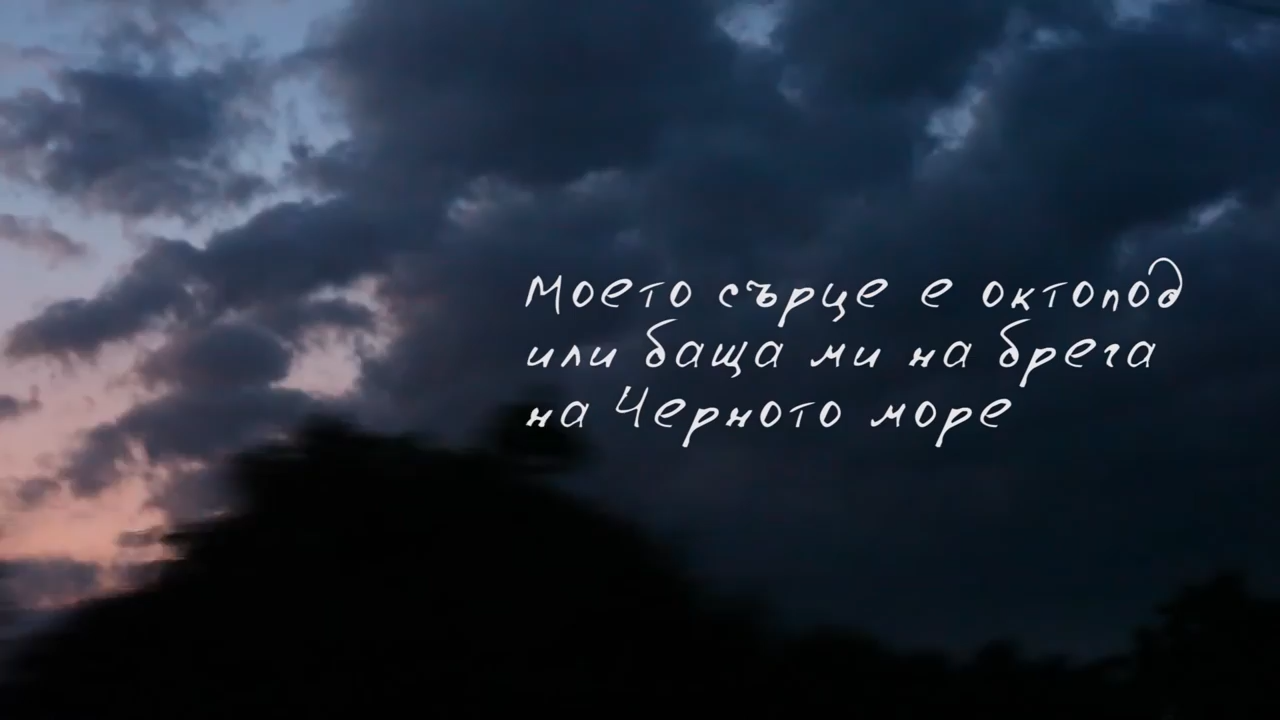 Моето сърце е октопод
или баща ми на брега
на Черното море